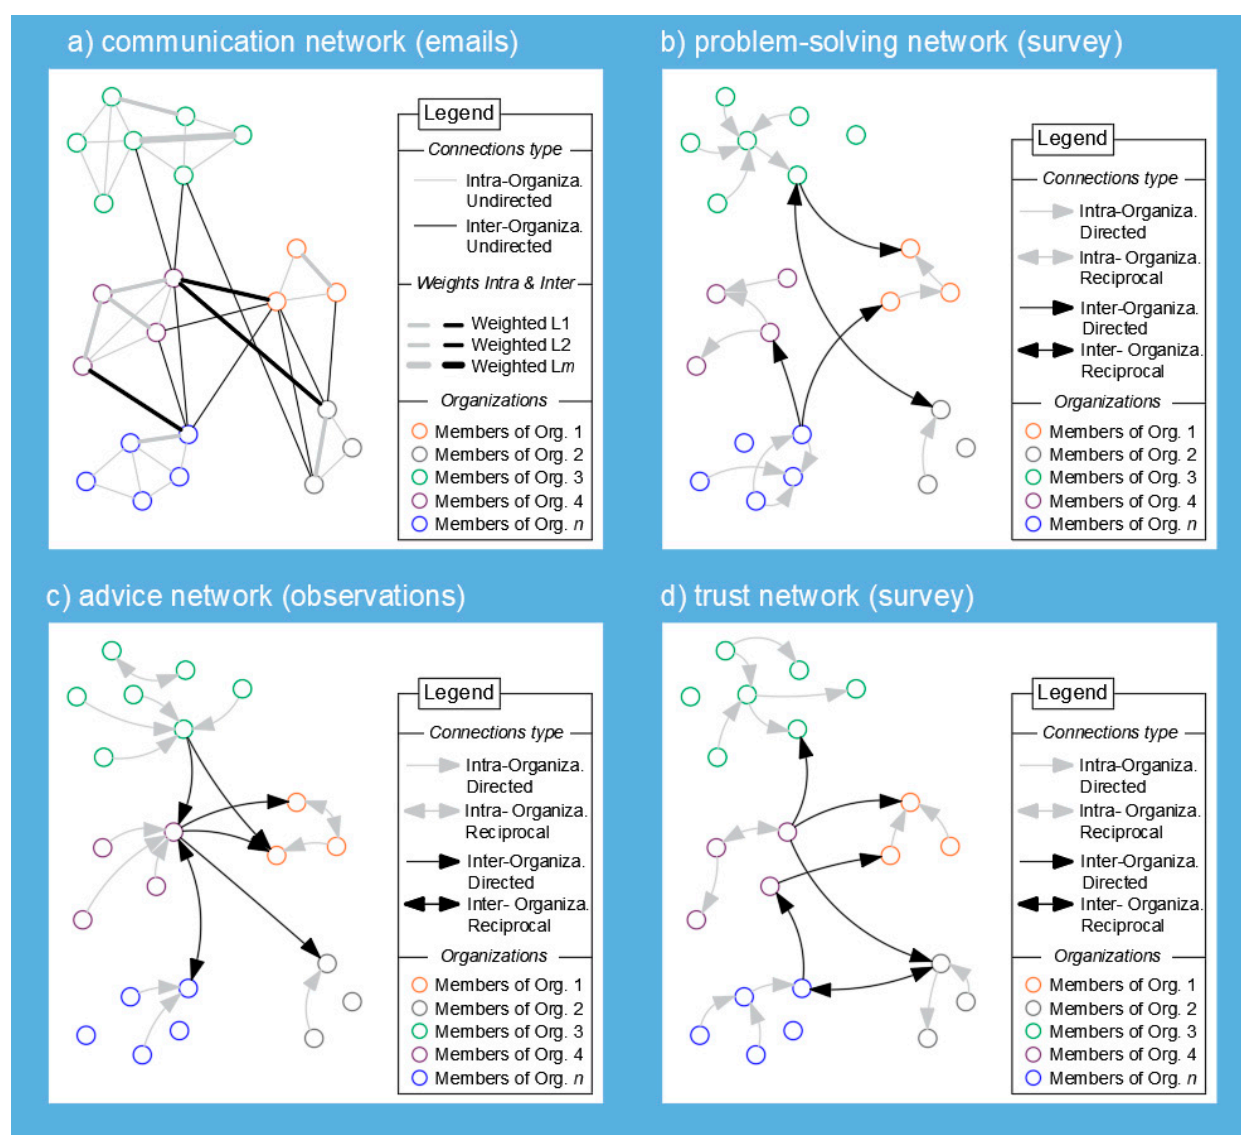 a) communication network (emails)
Legend
Connections type
Intra-Organiza.
Undirected
Inter-Organiza.
Undirected
Weights Intra & Inter
Weighted L1
Weighted L2
Weighted Lm
Organizations
Members of Org. 1
Members of Org. 2
Members of Org. 3
Members of Org. 4
Members of Org. n
b) problem-solving network (survey)
Legend
Connections type
Intra-Organiza.
Directed
Intra- Organiza.
Reciprocal
Inter-Organiza.
Directed
Inter- Organiza.
Reciprocal
Organizations
Members of Org. 1
Members of Org. 2
Members of Org. 3
Members of Org. 4
Members of Org. n
c) advice network (observations)
Legend
Connections type
Intra-Organiza.
Directed
Intra- Organiza.
Reciprocal
Inter-Organiza.
Directed
Inter- Organiza.
Reciprocal
Organizations
Members of Org. 1
Members of Org. 2
Members of Org. 3
Members of Org. 4
Members of Org. n
d) trust network (survey)
Legend
Connections type
Intra-Organiza.
Directed
Intra- Organiza.
Reciprocal
Inter-Organiza.
Directed
Inter- Organiza.
Reciprocal
Organizations
Members of Org. 1
Members of Org. 2
Members of Org. 3
Members of Org. 4
Members of Org. n